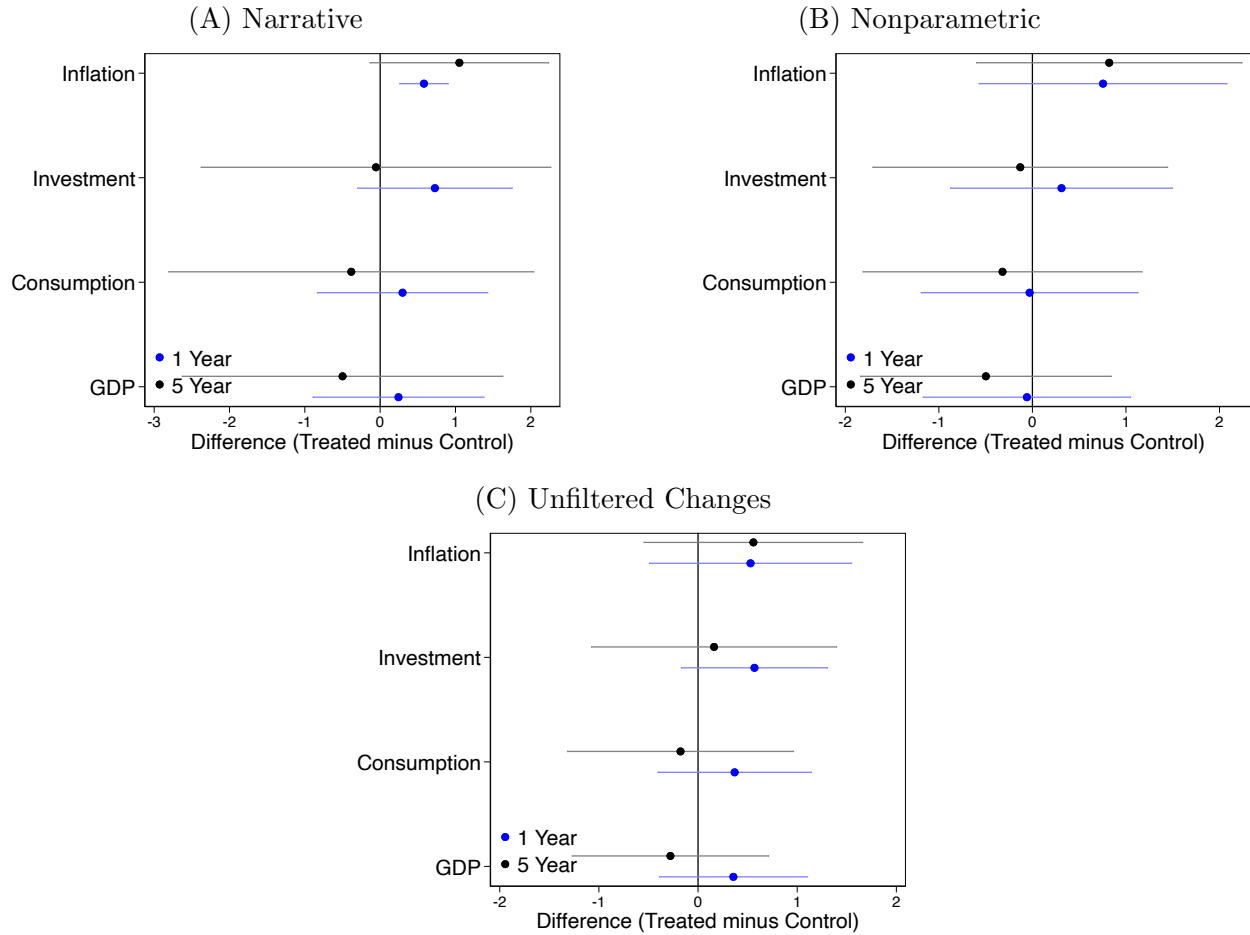 (A) Narrative
Inflation
Investment
Consumption
1 Year
5 Year
GDP
-3 -2 -1 0 1 2
Difference (Treated minus Control)
(B) Nonparametric
Inflation
Investment
Consumption
1 Year
5 Year
GDP
-2 -1 0 1 2
Difference (Treated minus Control)
(C) Unfiltered Changes
Inflation
Investment
Consumption
1 Year
5 Year
GDP
-2 -1 0 1 2
Difference (Treated minus Control)